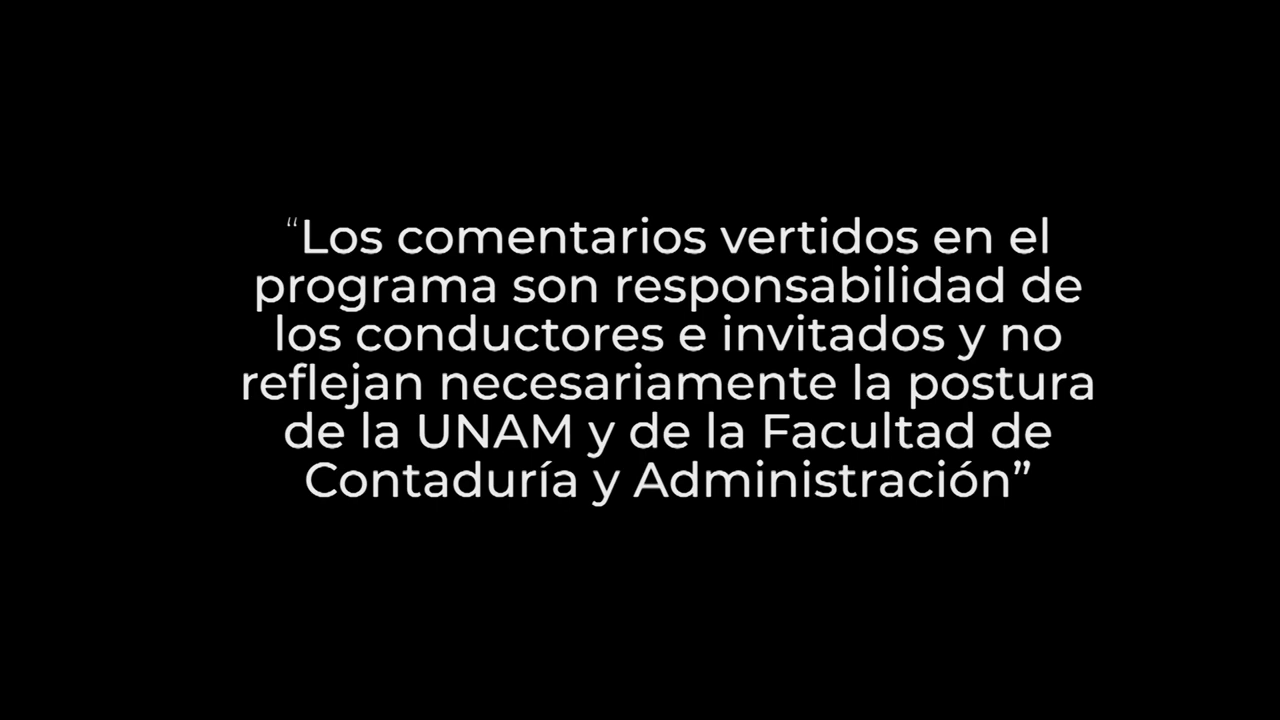 “Los comentarios vertidos en el
programa son responsabilidad de
los conductores e invitados y no
reflejan necesariamente la postura
de la UNAM y de la Facultad de
Contaduría y Administración”